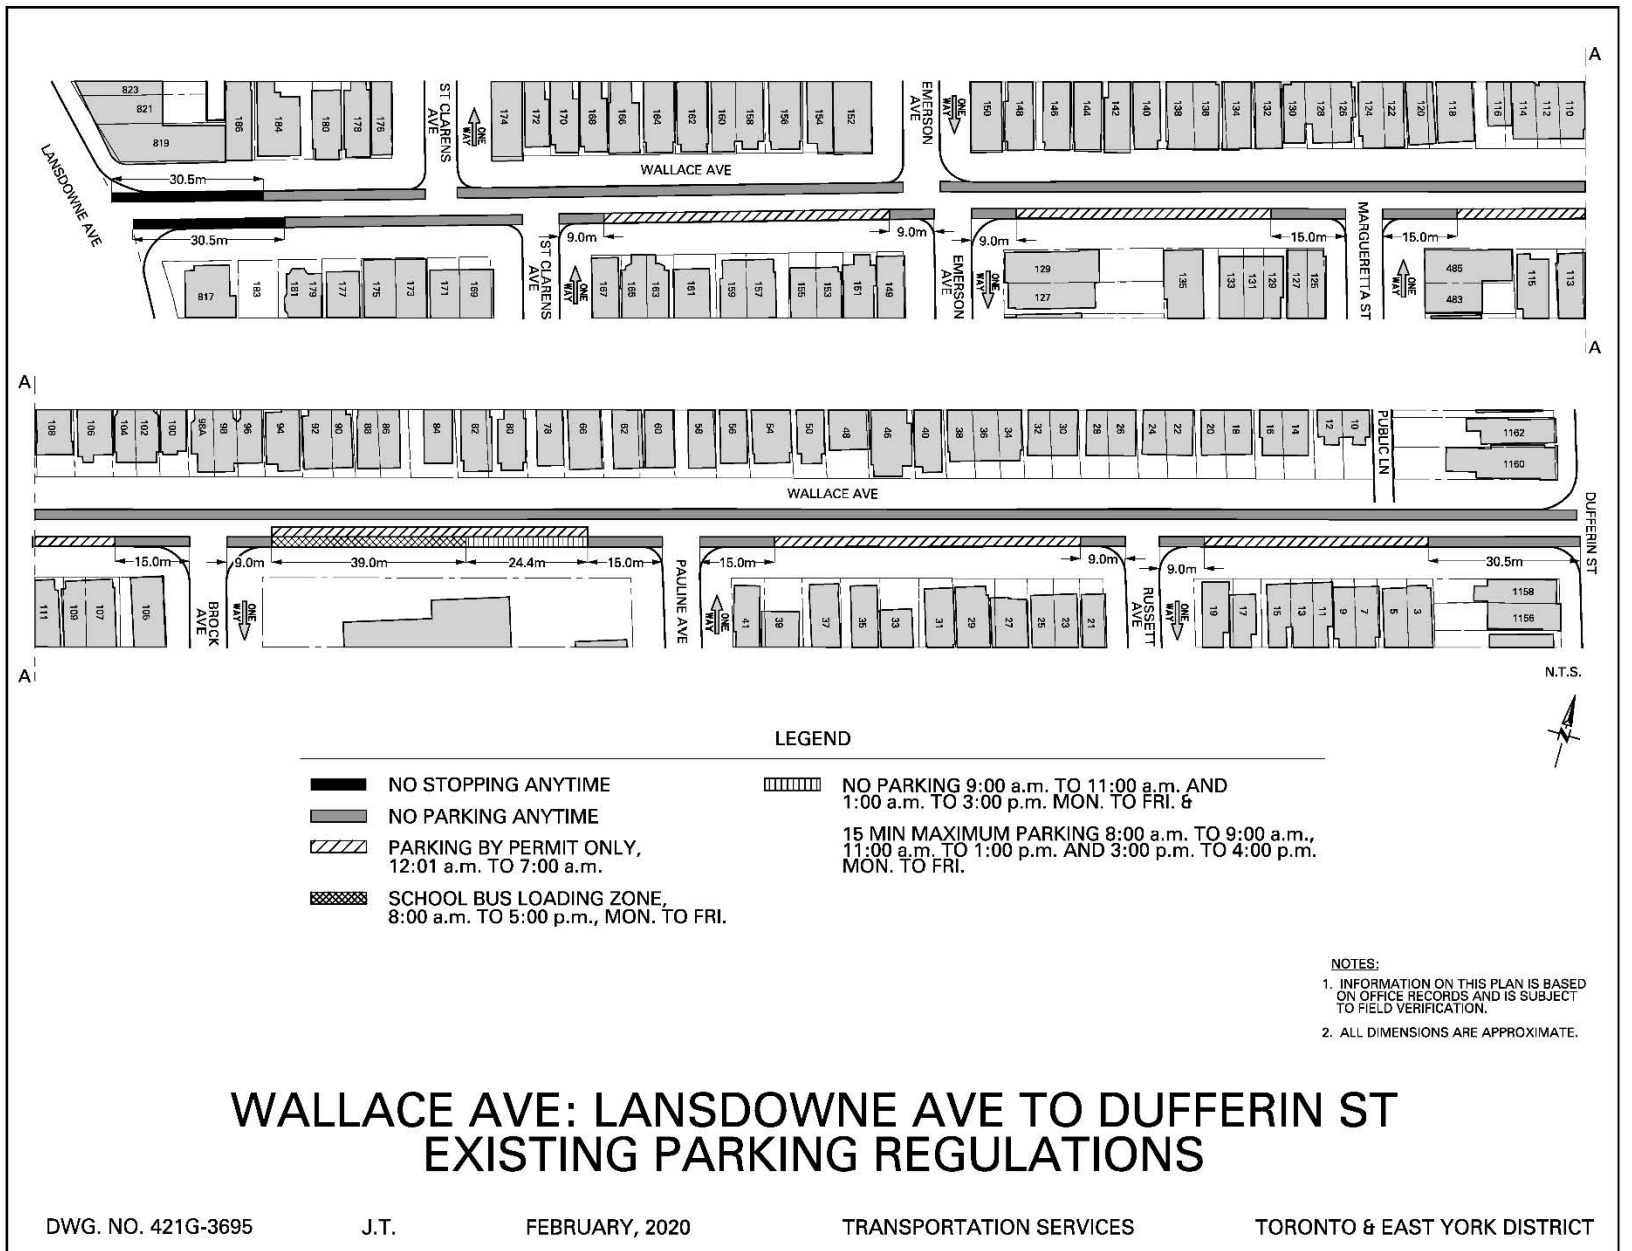 A
823
821
819
186
184
180
178
176
ST CLARENS
AVE
ONE
WAY
174
172
170
168
166
164
162
160
158
156
154
152
EMERSON
AVE
ONE
WAY
150
148
146
144
142
140
138
136
134
132
130
128
126
124
122
120
118
116
114
112
110
LANSDOWNE AVE
30.5m
WALLACE AVE
30.5m
9.0m
9.0m
9.0m
15.0m
15.0m
817
183
181
179
177
175
173
171
169
ST CLARENS
AVE
ONE
WAY
167
165
163
161
159
157
155
153
151
149
EMERSON
AVE
ONE
WAY
129
127
135
133
131
129
127
125
MARGUERETTA ST
ONE
WAY
485
483
115
113
A
A
108
106
104
102
100
98A
98
96
94
92
90
88
86
84
82
80
78
66
62
60
58
56
54
50
48
46
40
38
36
34
32
30
28
26
24
22
20
18
16
14
12
10
PUBLIC LN
1162
1160
WALLACE AVE
DUFFERIN ST
15.0m
9.0m
39.0m
24.4m
15.0m
15.0m
9.0m
9.0m
30.5m
111
109
107
105
BROCK
AVE
ONE
WAY
PAULINE AVE
ONE
WAY
41
39
37
35
33
31
29
27
25
23
21
RUSSETT
AVE
ONE
WAY
19
17
15
13
11
9
7
5
3
1158
1156
A
N.T.S.
N
LEGEND
NO STOPPING ANYTIME
NO PARKING ANYTIME
PARKING BY PERMIT ONLY,
12:01 a.m. TO 7:00 a.m.
SCHOOL BUS LOADING ZONE,
8:00 a.m. TO 5:00 p.m., MON. TO FRI.
NO PARKING 9:00 a.m. TO 11:00 a.m. AND
1:00 a.m. TO 3:00 p.m. MON. TO FRI. &
15 MIN MAXIMUM PARKING 8:00 a.m. TO 9:00 a.m.,
11:00 a.m. TO 1:00 p.m. AND 3:00 p.m. TO 4:00 p.m.
MON. TO FRI.
NOTES:
1. INFORMATION ON THIS PLAN IS BASED
ON OFFICE RECORDS AND IS SUBJECT
TO FIELD VERIFICATION.
2. ALL DIMENSIONS ARE APPROXIMATE.
WALLACE AVE: LANSDOWNE AVE TO DUFFERIN ST
EXISTING PARKING REGULATIONS
DWG. NO. 421G-3695
J.T.
FEBRUARY, 2020
TRANSPORTATION SERVICES
TORONTO & EAST YORK DISTRICT